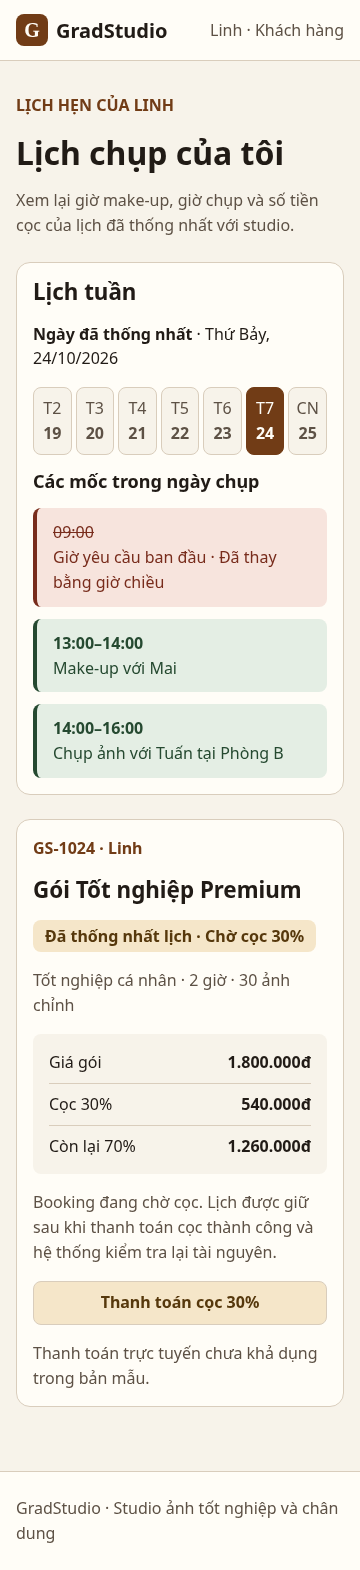 G GradStudio Linh · Khách hàng
LỊCH HẸN CỦA LINH
Lịch chụp của tôi
Xem lại giờ make-up, giờ chụp và số tiền
cọc của lịch đã thống nhất với studio.
Lịch tuần
Ngày đã thống nhất · Thứ Bảy,
24/10/2026
T2 T3 T4 T5 T6 T7 CN
19 20 21 22 23 24 25
Các mốc trong ngày chụp
09:00
Giờ yêu cầu ban đầu · Đã thay
bằng giờ chiều
13:00–14:00
Make-up với Mai
14:00–16:00
Chụp ảnh với Tuấn tại Phòng B
GS-1024 · Linh
Gói Tốt nghiệp Premium
Đã thống nhất lịch · Chờ cọc 30%
Tốt nghiệp cá nhân · 2 giờ · 30 ảnh
chỉnh
Giá gói 1.800.000đ
Cọc 30% 540.000đ
Còn lại 70% 1.260.000đ
Booking đang chờ cọc. Lịch được giữ
sau khi thanh toán cọc thành công và
hệ thống kiểm tra lại tài nguyên.
Thanh toán cọc 30%
Thanh toán trực tuyến chưa khả dụng
trong bản mẫu.
GradStudio · Studio ảnh tốt nghiệp và chân
dung